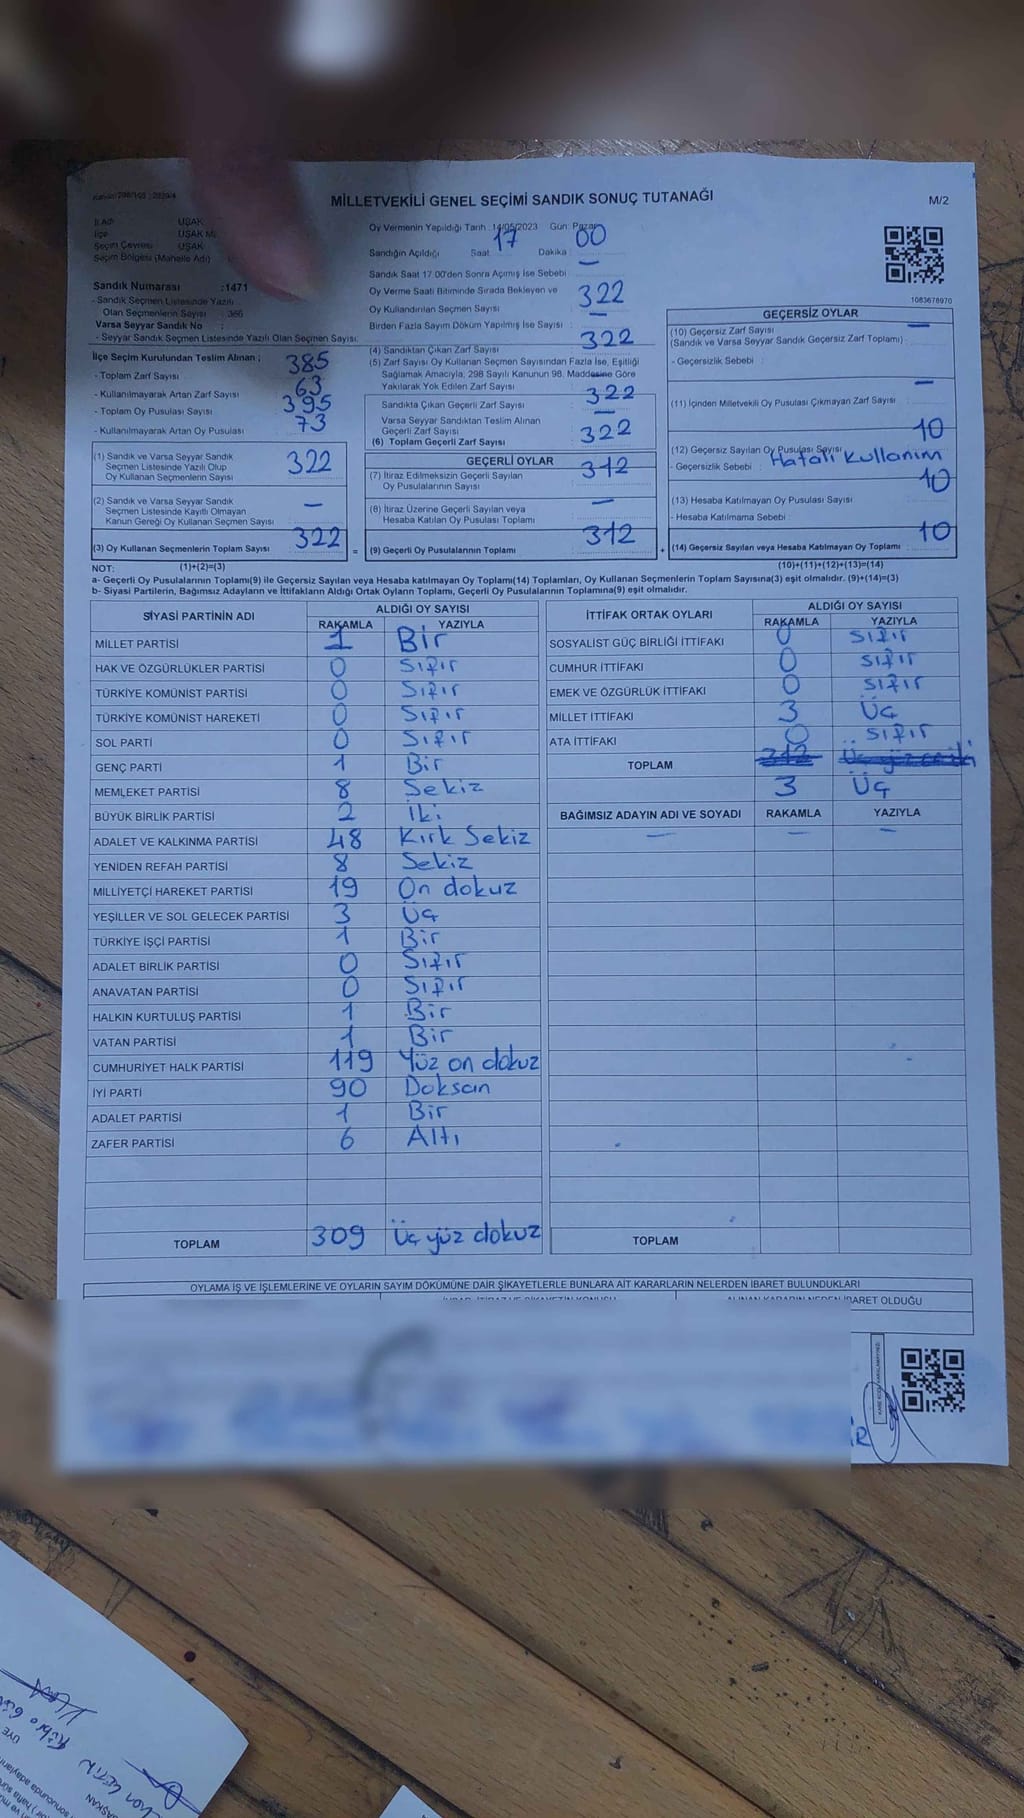 MİLLETVEKİLİ GENEL SEÇİMİ SANDIK SONUÇ TUTANAĞI
M/2
İl Adı : UŞAK
İlçe : UŞAK
Seçim Çevresi : UŞAK
Seçim Bölgesi (Mahalle Adı)
Oy Vermenin Yapıldığı Tarih : 14/05/2023 Gün: Pazar
Sandığın Açıldığı Saat : 17 Dakika : 00
Sandık Saat 17.00'den Sonra Açımış İse Sebebi : —
Sandık Numarası : 1471
- Sandık Seçmen Listesinde Yazılı
Olan Seçmenlerin Sayısı : 366
Varsa Seyyar Sandık No :
- Seyyar Sandık Seçmen Listesinde Yazılı Olan Seçmen Sayısı:
Oy Verme Saati Bitiminde Sırada Bekleyen ve
Oy Kullandırılan Seçmen Sayısı : 322
Birden Fazla Sayım Döküm Yapılmış İse Sayısı : —
1083678970
İlçe Seçim Kurulundan Teslim Alınan ;
- Toplam Zarf Sayısı 385
- Kullanılmayarak Artan Zarf Sayısı 63
- Toplam Oy Pusulası Sayısı 395
- Kullanılmayarak Artan Oy Pusulası 73
(4) Sandıktan Çıkan Zarf Sayısı 322
(5) Zarf Sayısı Oy Kullanan Seçmen Sayısından Fazla İse, Eşitliği
Sağlamak Amacıyla, 298 Sayılı Kanunun 98. Maddesine Göre
Yakılarak Yok Edilen Zarf Sayısı
Sandıkta Çıkan Geçerli Zarf Sayısı 322
Varsa Seyyar Sandıktan Teslim Alınan
Geçerli Zarf Sayısı —
(6) Toplam Geçerli Zarf Sayısı 322
GEÇERSİZ OYLAR
(10) Geçersiz Zarf Sayısı —
(Sandık ve Varsa Seyyar Sandık Geçersiz Zarf Toplamı) :
- Geçersizlik Sebebi :
(11) İçinden Milletvekili Oy Pusulası Çıkmayan Zarf Sayısı —
(12) Geçersiz Sayılan Oy Pusulası Sayısı 10
- Geçersizlik Sebebi : Hatalı kullanım
(13) Hesaba Katılmayan Oy Pusulası Sayısı 10
- Hesaba Katılmama Sebebi
(14) Geçersiz Sayılan veya Hesaba Katılmayan Oy Toplamı 10
(1) Sandık ve Varsa Seyyar Sandık
Seçmen Listesinde Yazılı Olup
Oy Kullanan Seçmenlerin Sayısı 322
(2) Sandık ve Varsa Seyyar Sandık
Seçmen Listesinde Kayıtlı Olmayan
Kanun Gereği Oy Kullanan Seçmen Sayısı —
(3) Oy Kullanan Seçmenlerin Toplam Sayısı 322 =
GEÇERLİ OYLAR
(7) İtiraz Edilmeksizin Geçerli Sayılan
Oy Pusulalarının Sayısı 312
(8) İtiraz Üzerine Geçerli Sayılan veya
Hesaba Katılan Oy Pusulası Toplamı —
(9) Geçerli Oy Pusulalarının Toplamı 312 +
NOT: (1)+(2)=(3)
(10)+(11)+(12)+(13)=(14)
a- Geçerli Oy Pusulalarının Toplamı(9) ile Geçersiz Sayılan veya Hesaba katılmayan Oy Toplamı(14) Toplamları, Oy Kullanan Seçmenlerin Toplam Sayısına(3) eşit olmalıdır. (9)+(14)=(3)
b- Siyasi Partilerin, Bağımsız Adayların ve İttifakların Aldığı Ortak Oyların Toplamı, Geçerli Oy Pusulalarının Toplamına(9) eşit olmalıdır.
SİYASİ PARTİNİN ADI ALDIĞI OY SAYISI
RAKAMLA YAZIYLA
MİLLET PARTİSİ 1 Bir
HAK VE ÖZGÜRLÜKLER PARTİSİ 0 Sıfır
TÜRKİYE KOMÜNİST PARTİSİ 0 Sıfır
TÜRKİYE KOMÜNİST HAREKETİ 0 Sıfır
SOL PARTİ 0 Sıfır
GENÇ PARTİ 1 Bir
MEMLEKET PARTİSİ 8 Sekiz
BÜYÜK BİRLİK PARTİSİ 2 İki
ADALET VE KALKINMA PARTİSİ 48 Kırk Sekiz
YENİDEN REFAH PARTİSİ 8 Sekiz
MİLLİYETÇİ HAREKET PARTİSİ 19 On dokuz
YEŞİLLER VE SOL GELECEK PARTİSİ 3 Üç
TÜRKİYE İŞÇİ PARTİSİ 1 Bir
ADALET BİRLİK PARTİSİ 0 Sıfır
ANAVATAN PARTİSİ 0 Sıfır
HALKIN KURTULUŞ PARTİSİ 1 Bir
VATAN PARTİSİ 1 Bir
CUMHURİYET HALK PARTİSİ 119 Yüz on dokuz
İYİ PARTİ 90 Doksan
ADALET PARTİSİ 1 Bir
ZAFER PARTİSİ 6 Altı
TOPLAM 309 Üç yüz dokuz
İTTİFAK ORTAK OYLARI ALDIĞI OY SAYISI
RAKAMLA YAZIYLA
SOSYALİST GÜÇ BİRLİĞİ İTTİFAKI 0 Sıfır
CUMHUR İTTİFAKI 0 Sıfır
EMEK VE ÖZGÜRLÜK İTTİFAKI 0 Sıfır
MİLLET İTTİFAKI 3 Üç
ATA İTTİFAKI 0 Sıfır
TOPLAM 312
3 Üç
BAĞIMSIZ ADAYIN ADI VE SOYADI RAKAMLA YAZIYLA
— — —
TOPLAM
OYLAMA İŞ VE İŞLEMLERİNE VE OYLARIN SAYIM DÖKÜMÜNE DAİR ŞİKAYETLERLE BUNLARA AİT KARARLARIN NELERDEN İBARET BULUNDUKLARI
ALINAN KARARIN NEDEN İBARET OLDUĞU
ÜYE
BAŞKAN